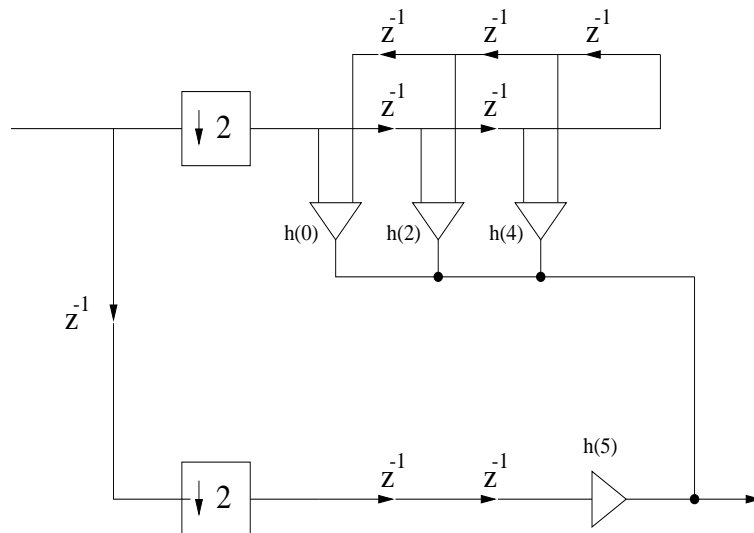 z⁻¹ z⁻¹ z⁻¹
z⁻¹ z⁻¹
2
h(0) h(2) h(4)
z⁻¹
h(5)
z⁻¹ z⁻¹
2